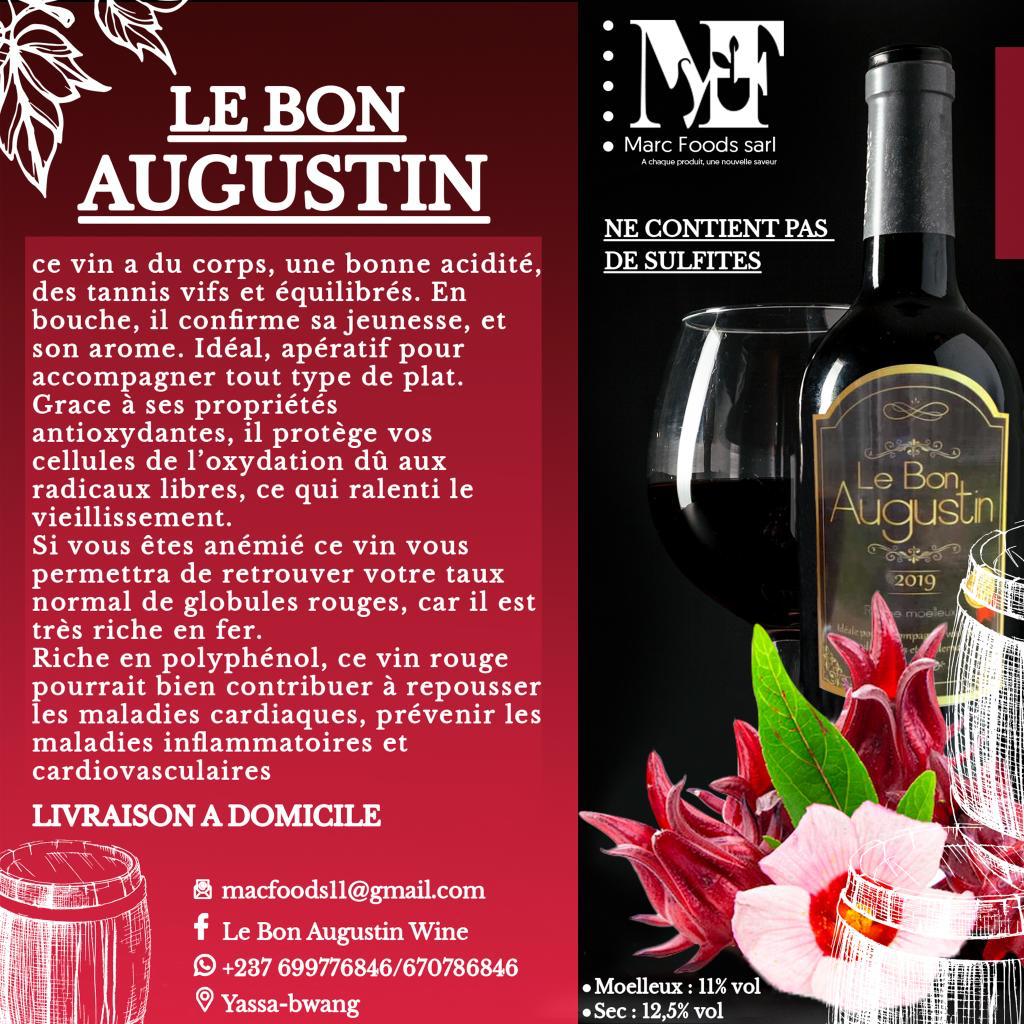 LE BON
AUGUSTIN
ce vin a du corps, une bonne acidité,
des tannis vifs et équilibrés. En
bouche, il confirme sa jeunesse, et
son arome. Idéal, apératif pour
accompagner tout type de plat.
Grace à ses propriétés
antioxydantes, il protège vos
cellules de l'oxydation dû aux
radicaux libres, ce qui ralenti le
vieillissement.
Si vous êtes anémié ce vin vous
permettra de retrouver votre taux
normal de globules rouges, car il est
très riche en fer.
Riche en polyphénol, ce vin rouge
pourrait bien contribuer à repousser
les maladies cardiaques, prévenir les
maladies inflammatoires et
cardiovasculaires
LIVRAISON A DOMICILE
macfoods11@gmail.com
Le Bon Augustin Wine
+237 699776846/670786846
Yassa-bwang
Marc Foods sarl
A chaque produit, une nouvelle saveur
NE CONTIENT PAS
DE SULFITES
Le Bon
Augustin
2019
moelleux
• Moelleux : 11% vol
• Sec : 12,5% vol